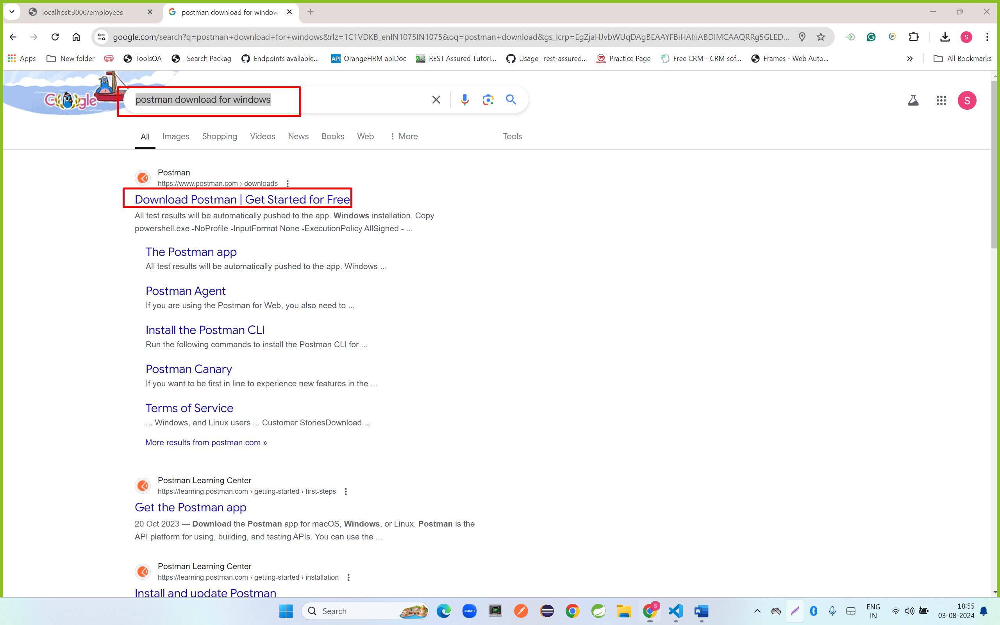 localhost:3000/employees
postman download for window
google.com/search?q=postman+download+for+windows&rlz=1C1VDKB_enIN1075IN1075&oq=postman+download&gs_lcrp=EgZjaHJvbWUqDAgBEAAYFBiHAhiABDIMCAAQRRg5GLED...
S
Apps
New folder
ToolsQA
_Search Packag
Endpoints available...
API
OrangeHRM apiDoc
REST Assured Tutori...
Usage · rest-assured...
Practice Page
Free CRM - CRM sof...
Frames - Web Auto...
»
All Bookmarks
Google
postman download for windows
S
All
Images
Shopping
Videos
News
Books
Web
More
Tools
Postman
https://www.postman.com › downloads
Download Postman | Get Started for Free
All test results will be automatically pushed to the app. Windows installation. Copy
powershell.exe -NoProfile -InputFormat None -ExecutionPolicy AllSigned - ...
The Postman app
All test results will be automatically pushed to the app. Windows ...
Postman Agent
If you are using the Postman for Web, you also need to ...
Install the Postman CLI
Run the following commands to install the Postman CLI for ...
Postman Canary
If you want to be first in line to experience new features in the ...
Terms of Service
... Windows, and Linux users ... Customer StoriesDownload ...
More results from postman.com »
Postman Learning Center
https://learning.postman.com › getting-started › first-steps
Get the Postman app
20 Oct 2023 — Download the Postman app for macOS, Windows, or Linux. Postman is the
API platform for using, building, and testing APIs. You can use the ...
Postman Learning Center
https://learning.postman.com › getting-started › installation
Install and update Postman
Search
zoom
S
W
ENG
IN
18:55
03-08-2024